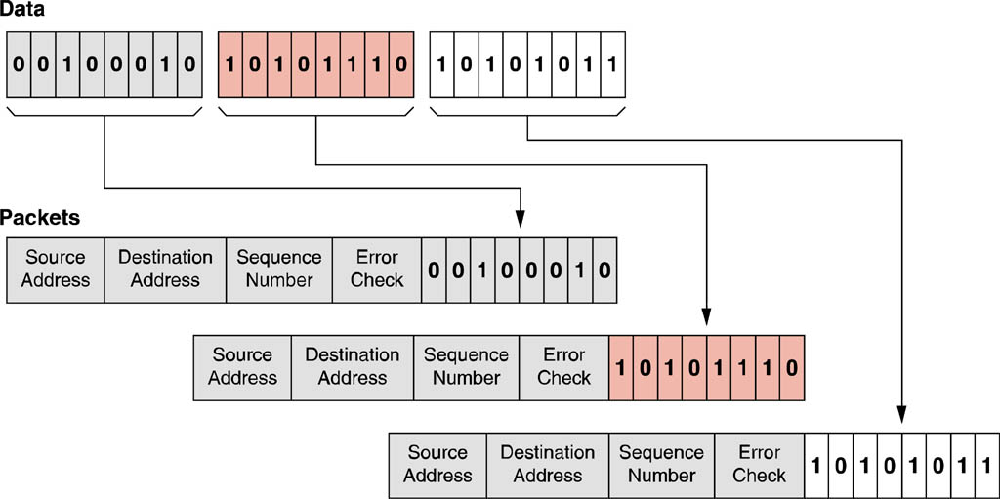 Data
0 0 1 0 0 0 1 0 1 0 1 0 1 1 1 0 1 0 1 0 1 0 1 1
Packets
Source Destination Sequence Error
Address Address Number Check 0 0 1 0 0 0 1 0
Source Destination Sequence Error
Address Address Number Check 1 0 1 0 1 1 1 0
Source Destination Sequence Error
Address Address Number Check 1 0 1 0 1 0 1 1